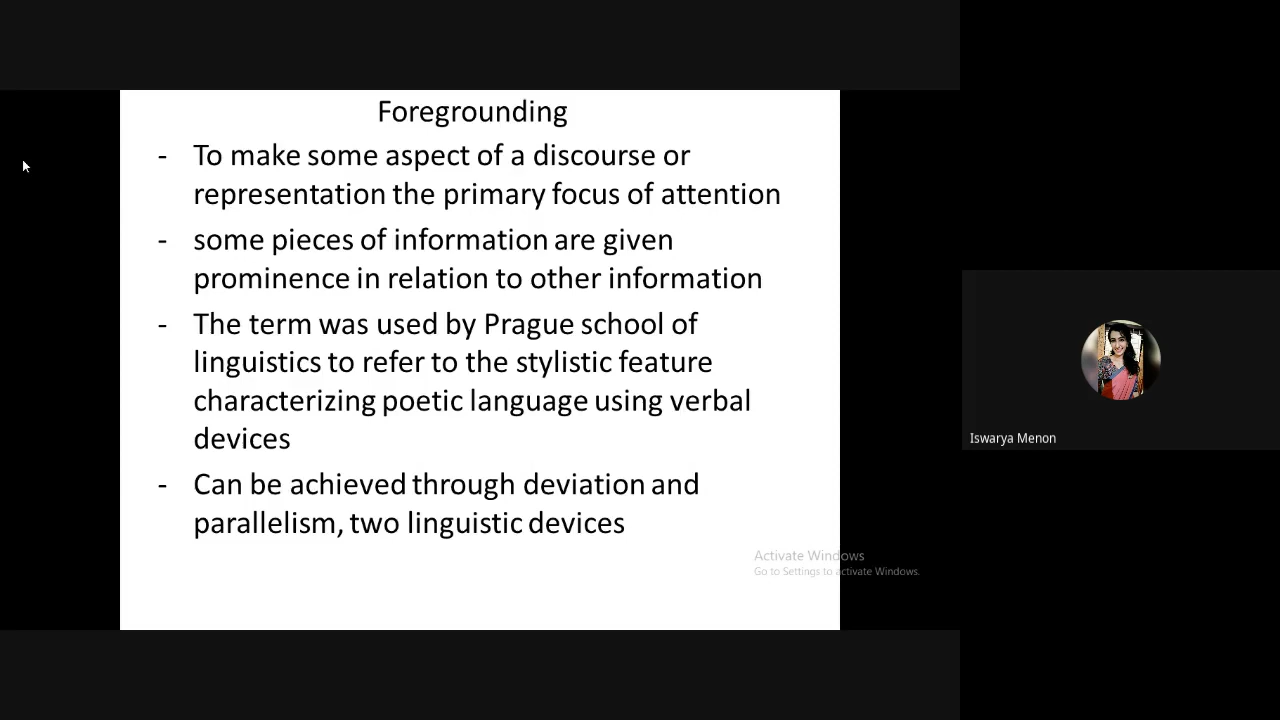 Foregrounding
- To make some aspect of a discourse or
representation the primary focus of attention
- some pieces of information are given
prominence in relation to other information
- The term was used by Prague school of
linguistics to refer to the stylistic feature
characterizing poetic language using verbal
devices
- Can be achieved through deviation and
parallelism, two linguistic devices
Activate Windows
Go to Settings to activate Windows.
Iswarya Menon